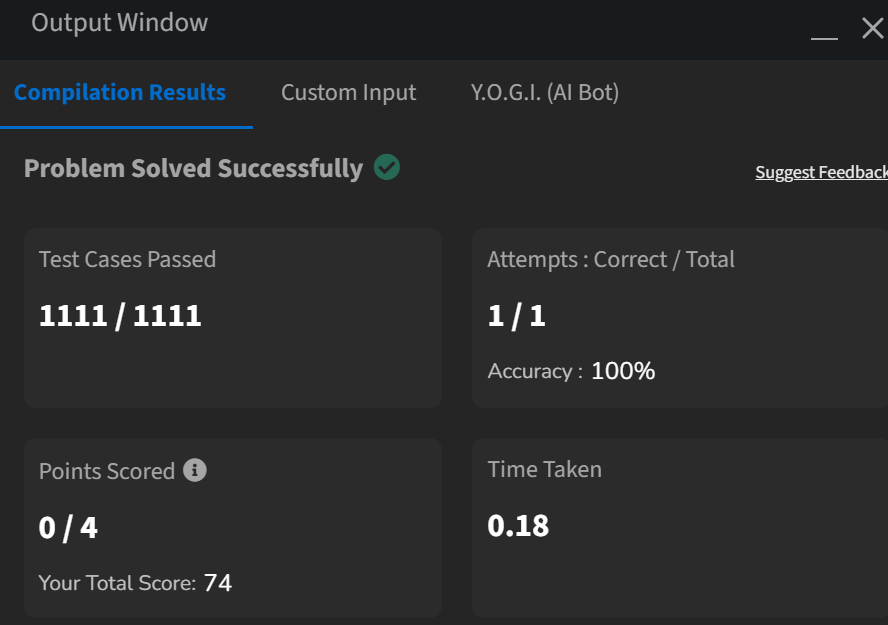 Output Window
Compilation Results
Custom Input
Y.O.G.I. (AI Bot)
Problem Solved Successfully
Suggest Feedback
Test Cases Passed
1111 / 1111
Attempts : Correct / Total
1 / 1
Accuracy : 100%
Points Scored
0 / 4
Your Total Score: 74
Time Taken
0.18